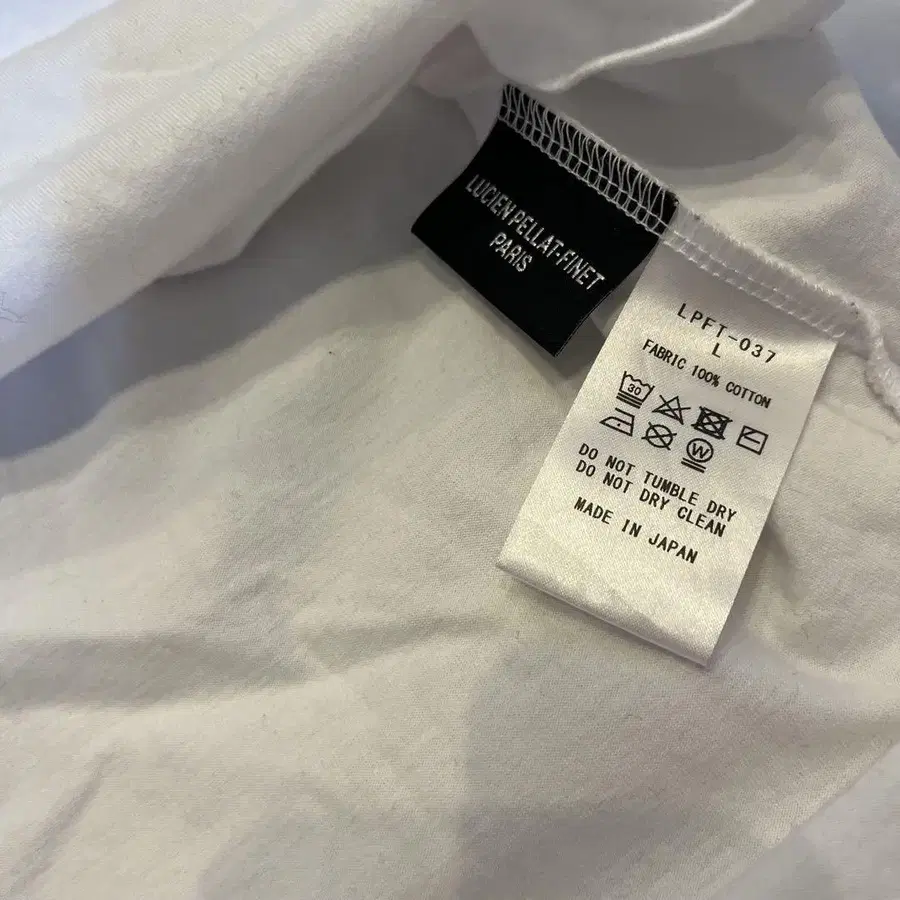 LUCIEN PELLAT-FINET
PARIS
LPFT-037
L
FABRIC 100% COTTON
30
W
DO NOT TUMBLE DRY
DO NOT DRY CLEAN
MADE IN JAPAN